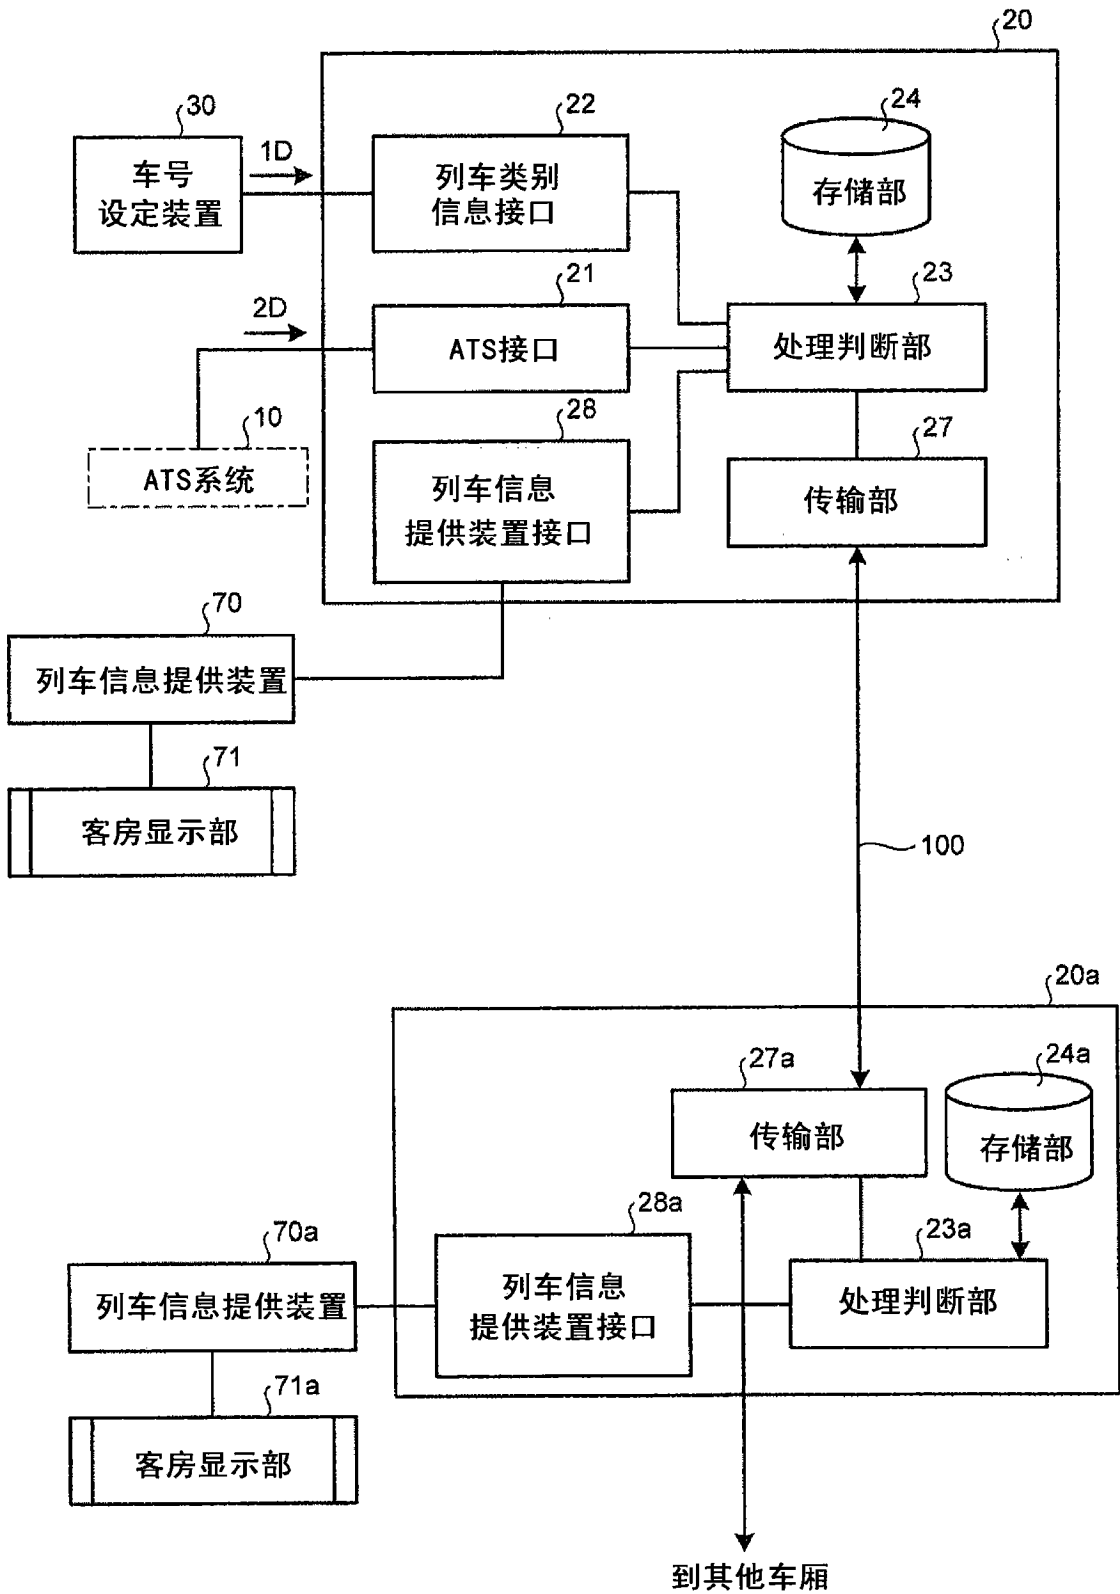 20
30
车号
设定装置
1D
22
列车类别
信息接口
24
存储部
2D
21
ATS接口
23
处理判断部
10
ATS系统
28
列车信息
提供装置接口
27
传输部
70
列车信息提供装置
71
客房显示部
100
20a
27a
传输部
24a
存储部
28a
列车信息
提供装置接口
23a
处理判断部
70a
列车信息提供装置
71a
客房显示部
到其他车厢